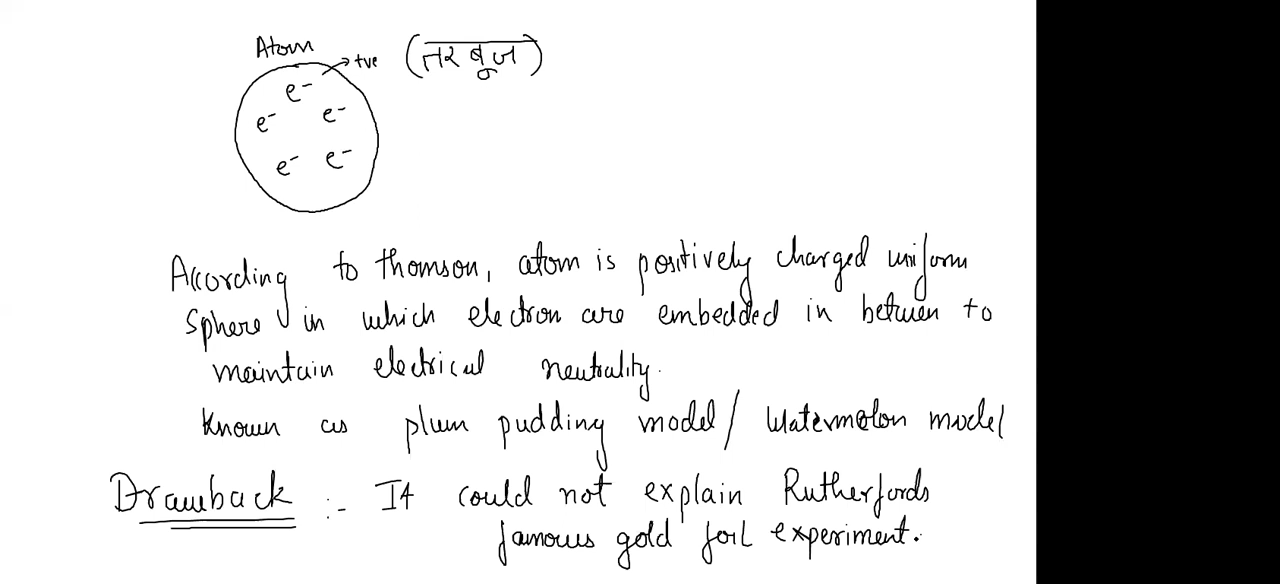 Atom
+ve (तरबूज)
e-
e- e-
e- e-
According to thomson, atom is positively charged uniform
Sphere in which electron are embedded in between to
maintain electrical neutrality.
Known as plum pudding model/ Watermelon model
Drawback :- It could not explain Rutherfords
famous gold foil experiment.